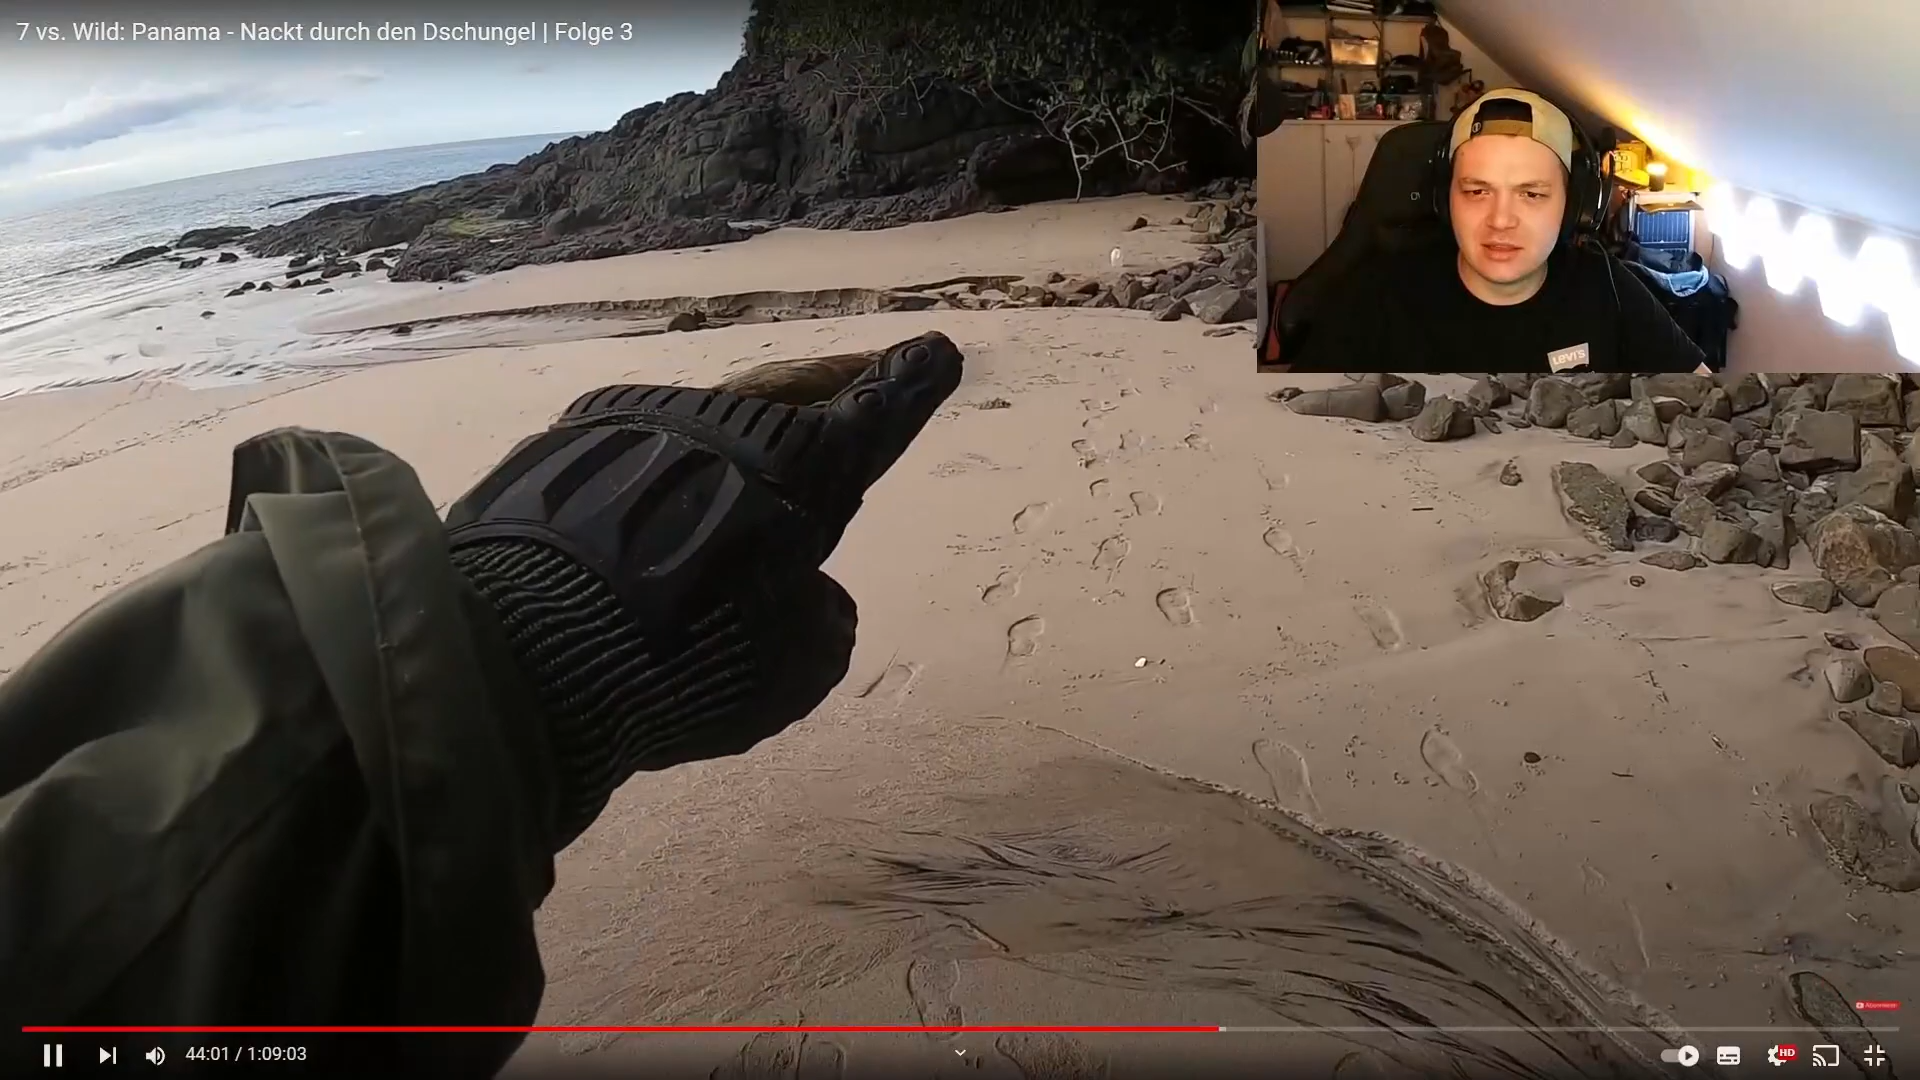 7 vs. Wild: Panama - Nackt durch den Dschungel | Folge 3
LEVI'S
44:01 / 1:09:03
HD